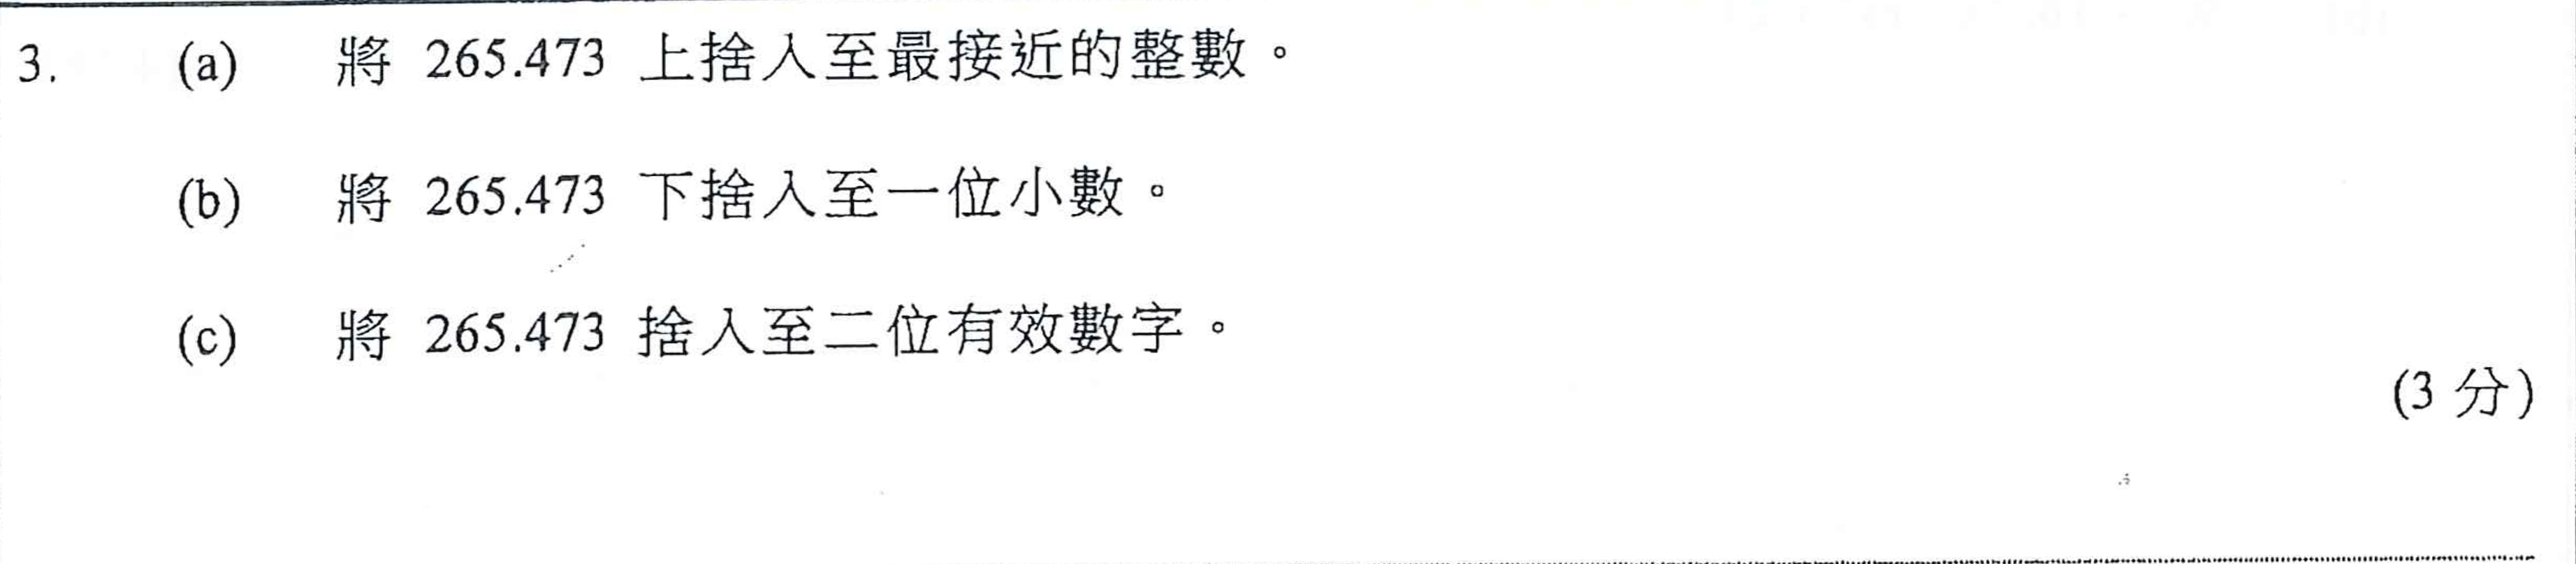 3. (a) 將 265.473 上捨入至最接近的整數。
(b) 將 265.473 下捨入至一位小數。
(c) 將 265.473 捨入至二位有效數字。
(3 分)